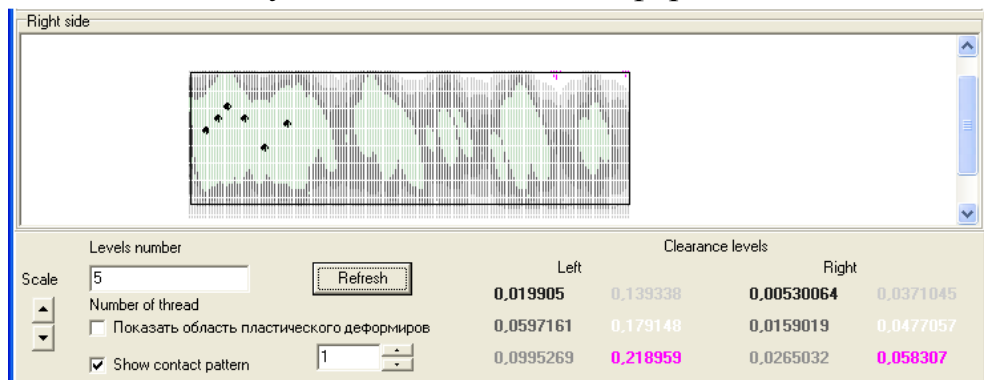 Right side
Levels number
Clearance levels
Left
Right
Scale
5
Refresh
0,019905
0,139338
0,00530064
0,0371045
Number of thread
Показать область пластического деформиров
0,0597161
0,179148
0,0159019
0,0477057
Show contact pattern
1
0,0995269
0,218959
0,0265032
0,058307